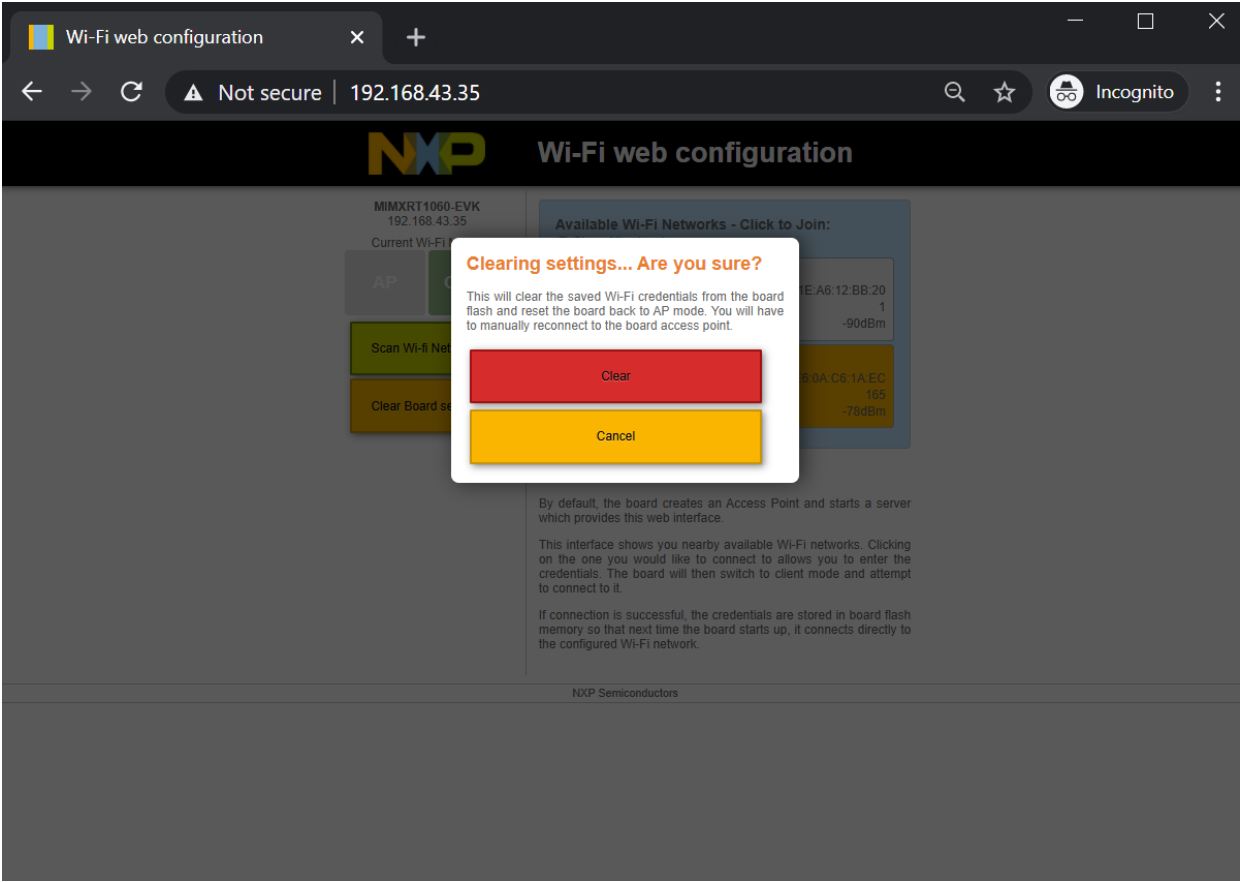 Wi-Fi web configuration
Not secure
192.168.43.35
Incognito
NXP
Wi-Fi web configuration
MIMXRT1060-EVK
192.168.43.35
Current Wi-Fi
AP
Scan Wi-fi Net
Clear Board se
Available Wi-Fi Networks - Click to Join:
1E:A6:12:BB:20
1
-90dBm
6:0A:C6:1A:EC
165
-78dBm
Clearing settings... Are you sure?
This will clear the saved Wi-Fi credentials from the board
flash and reset the board back to AP mode. You will have
to manually reconnect to the board access point.
Clear
Cancel
By default, the board creates an Access Point and starts a server
which provides this web interface.
This interface shows you nearby available Wi-Fi networks. Clicking
on the one you would like to connect to allows you to enter the
credentials. The board will then switch to client mode and attempt
to connect to it.
If connection is successful, the credentials are stored in board flash
memory so that next time the board starts up, it connects directly to
the configured Wi-Fi network.
NXP Semiconductors